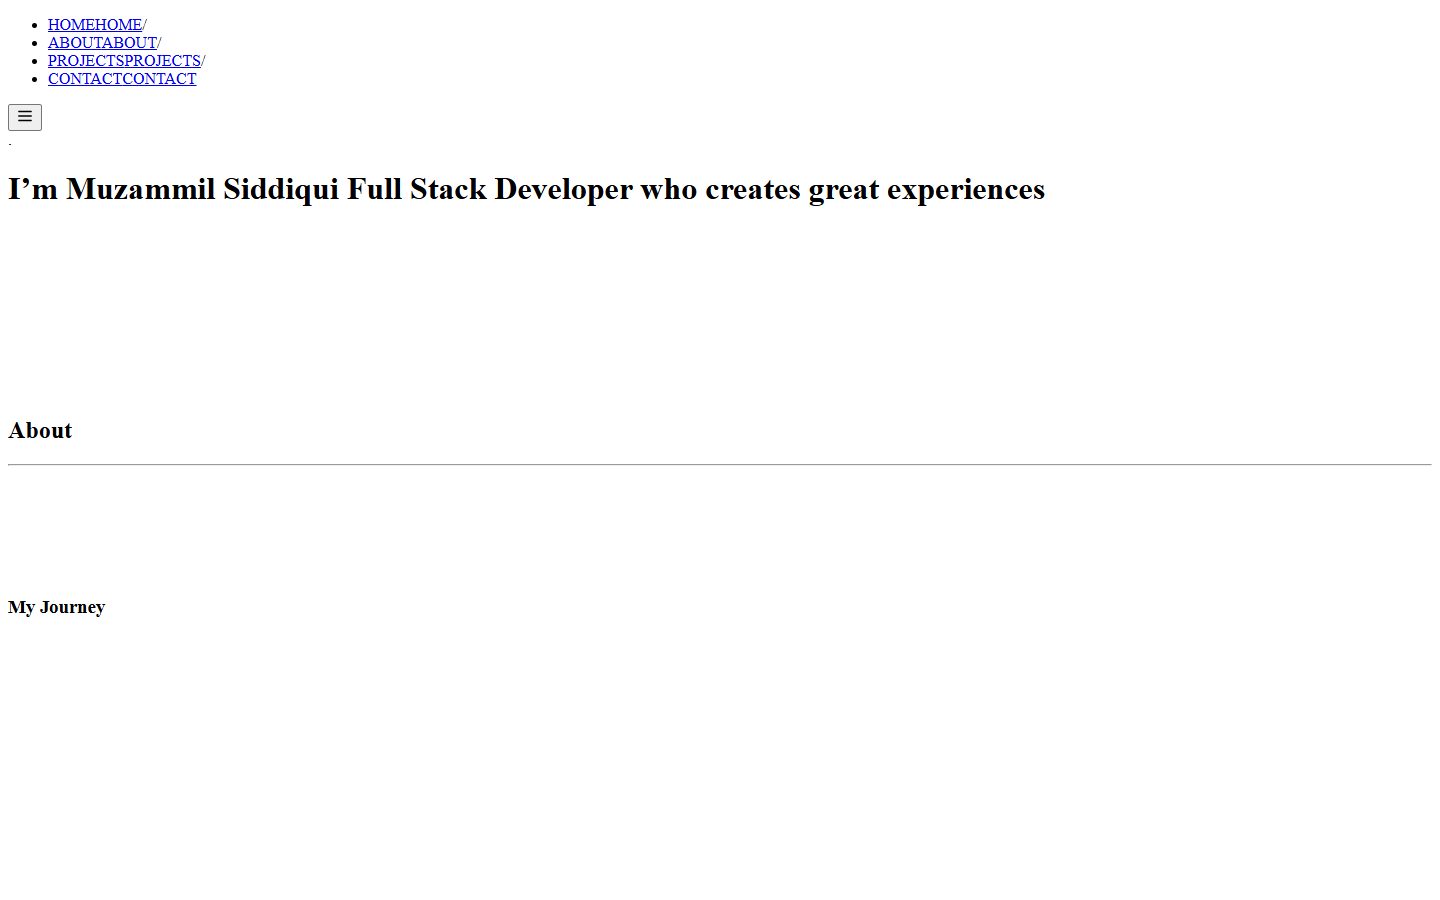 HOMEHOME/
ABOUTABOUT/
PROJECTSPROJECTS/
CONTACTCONTACT
.
I’m Muzammil Siddiqui Full Stack Developer who creates great experiences
About
My Journey